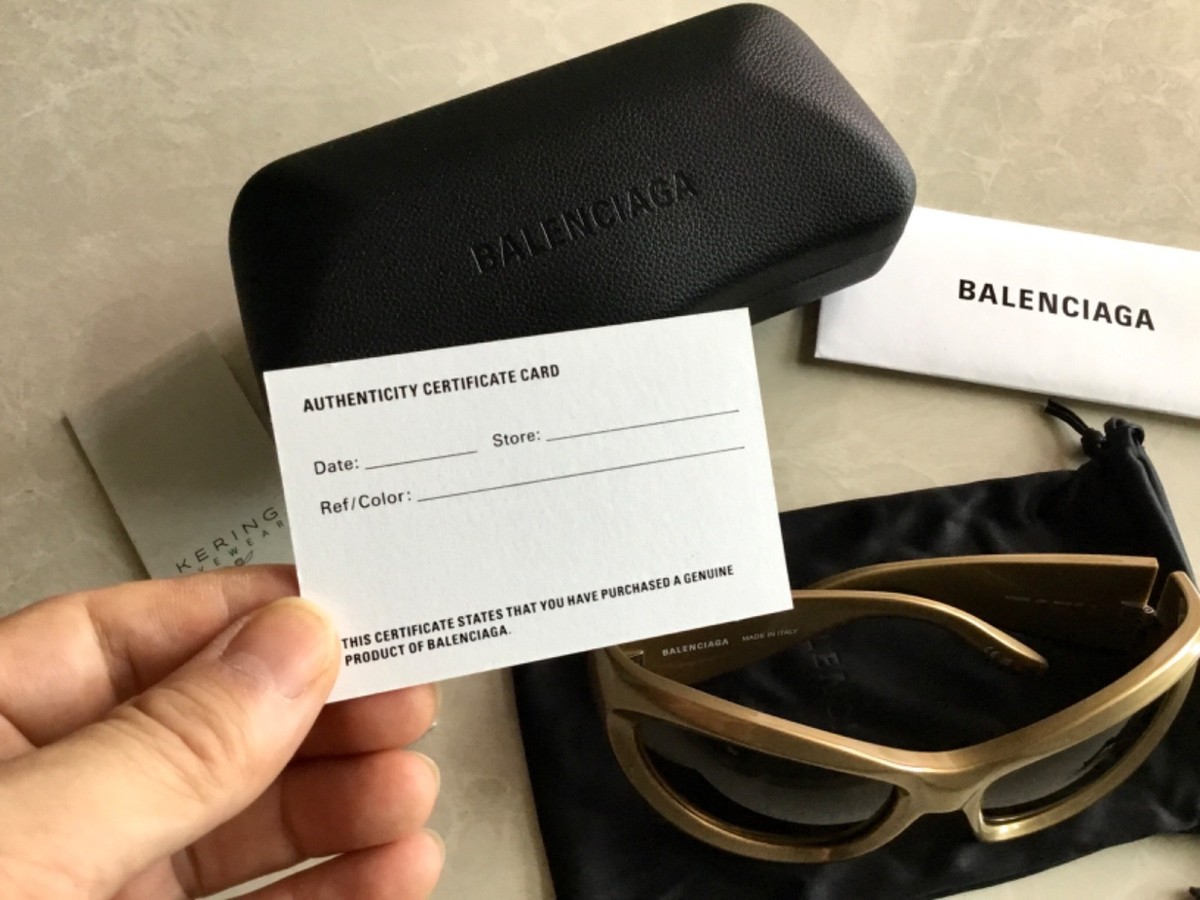 BALENCIAGA
BALENCIAGA
AUTHENTICITY CERTIFICATE CARD
Date: Store:
Ref/Color:
THIS CERTIFICATE STATES THAT YOU HAVE PURCHASED A GENUINE
PRODUCT OF BALENCIAGA.
KERING
EYEWEAR
BALENCIAGA MADE IN ITALY